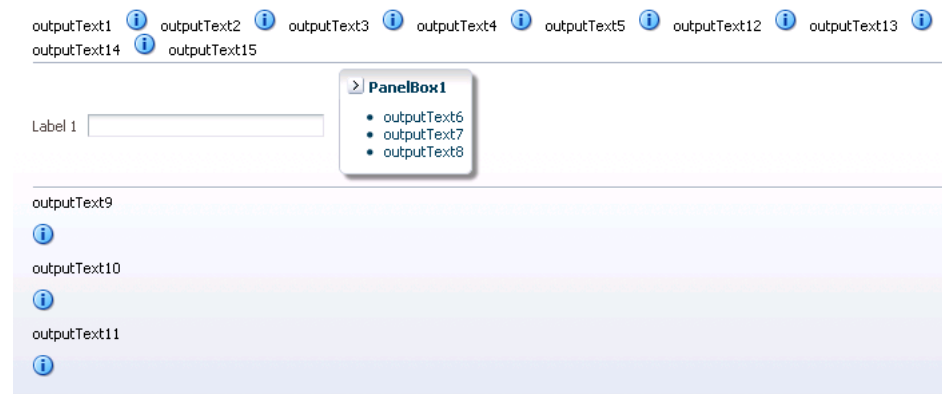 outputText1 outputText2 outputText3 outputText4 outputText5 outputText12 outputText13
outputText14 outputText15
PanelBox1
outputText6
Label 1
outputText7
outputText8
outputText9
outputText10
outputText11